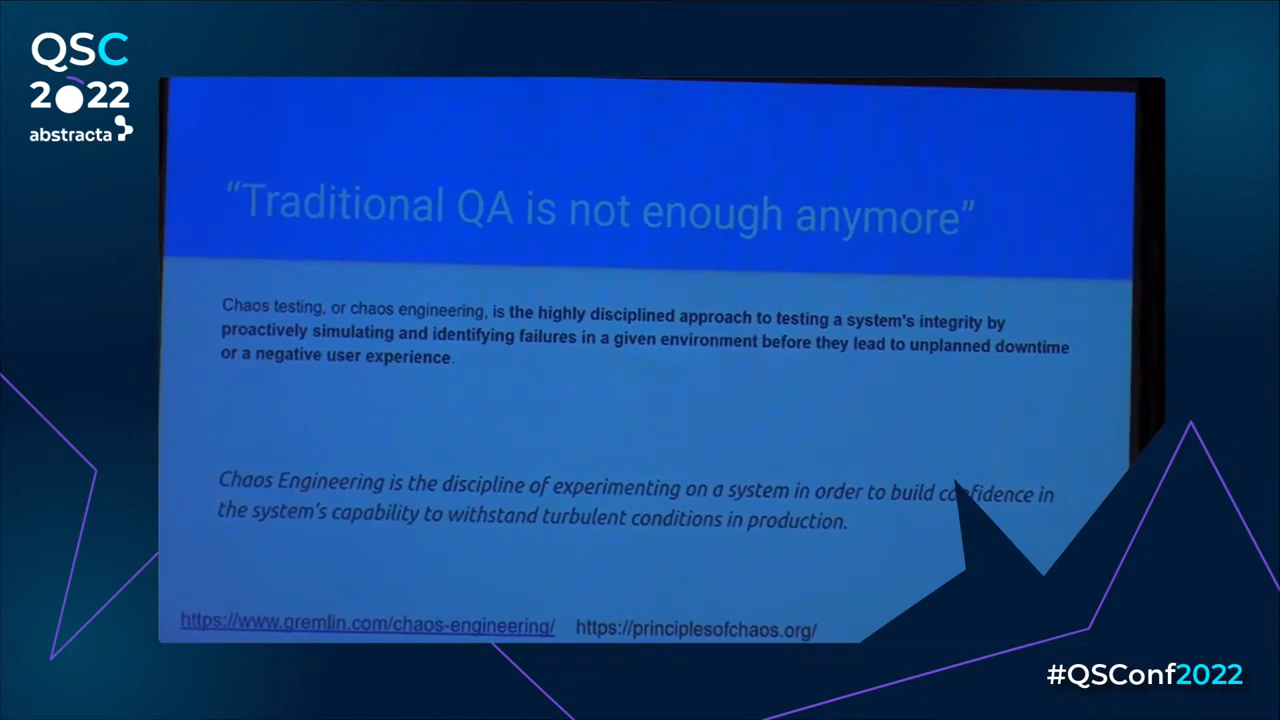 QSC
2022
abstracta
“Traditional QA is not enough anymore”
Chaos testing, or chaos engineering, is the highly disciplined approach to testing a system's integrity by
proactively simulating and identifying failures in a given environment before they lead to unplanned downtime
or a negative user experience.
Chaos Engineering is the discipline of experimenting on a system in order to build confidence in
the system's capability to withstand turbulent conditions in production.
https://www.gremlin.com/chaos-engineering/ https://principlesofchaos.org/
#QSConf2022